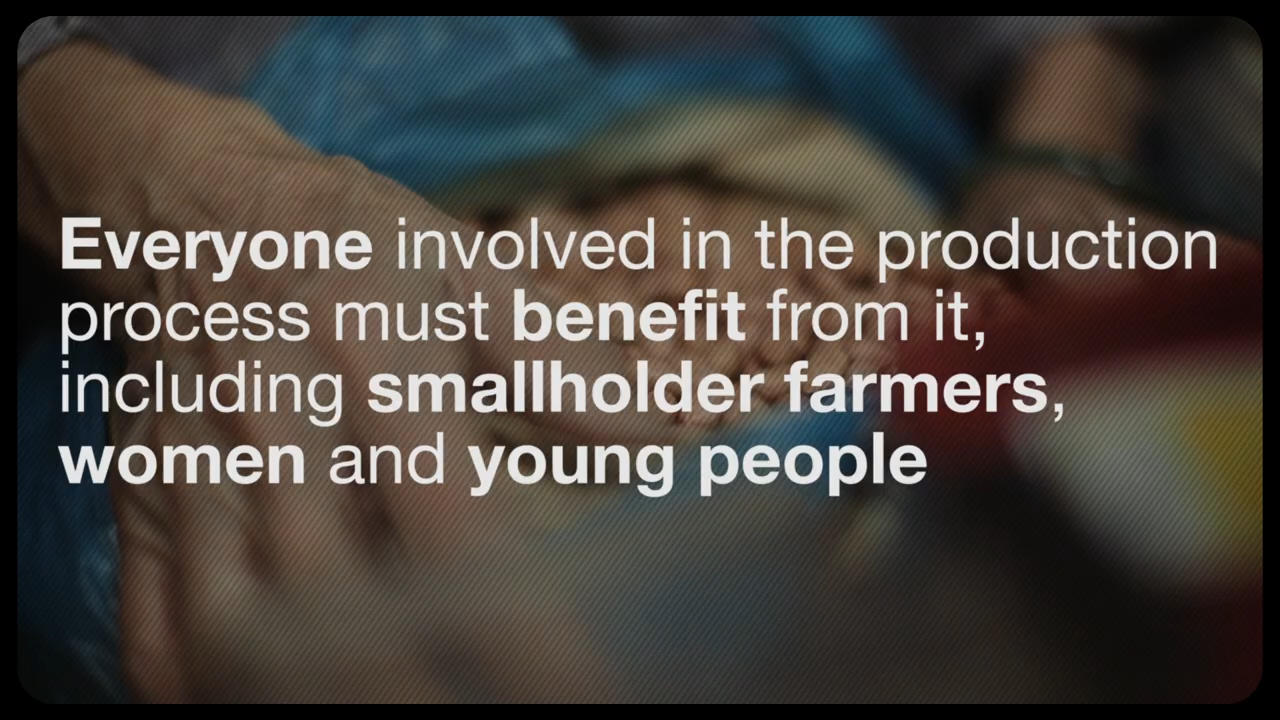 Everyone involved in the production
process must benefit from it,
including smallholder farmers,
women and young people